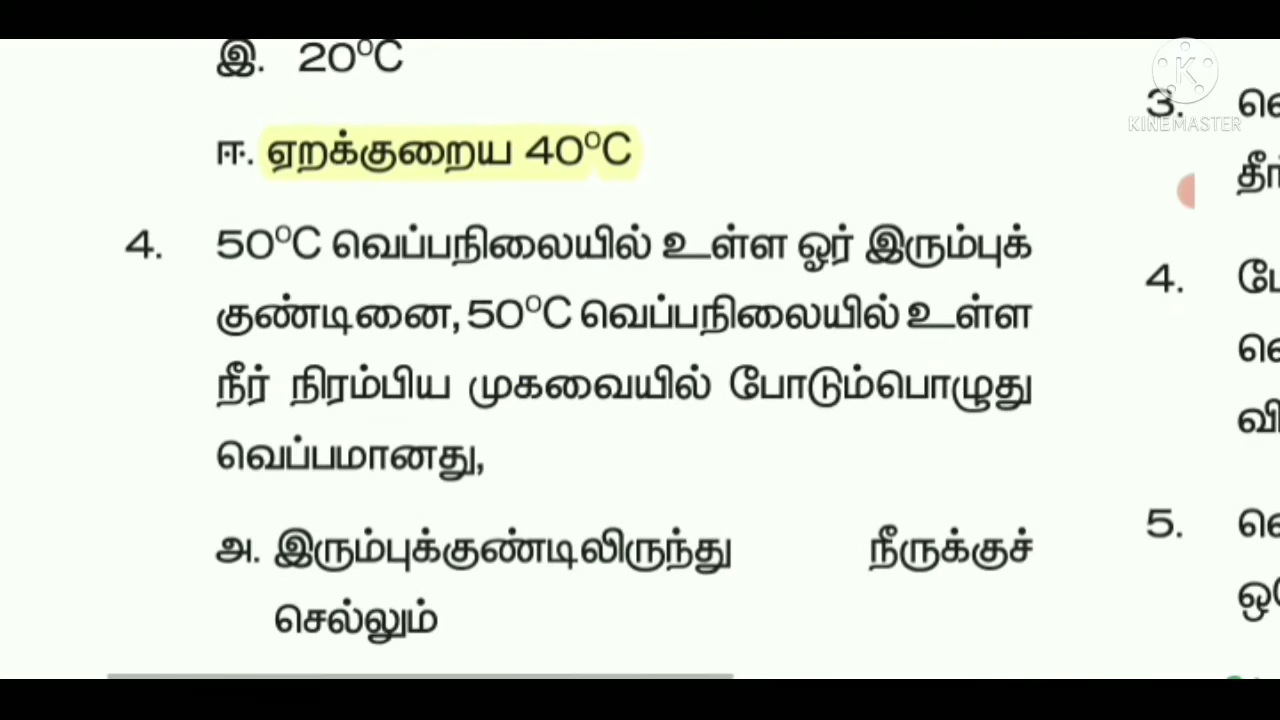 இ. 20°C
ஈ. ஏறக்குறைய 40°C
4. 50°C வெப்பநிலையில் உள்ள ஓர் இரும்புக்
குண்டினை, 50°C வெப்பநிலையில் உள்ள
நீர் நிரம்பிய முகவையில் போடும்பொழுது
வெப்பமானது,
அ. இரும்புக்குண்டிலிருந்து நீருக்குச்
செல்லும்
KINEMASTER
3.
4.
5.